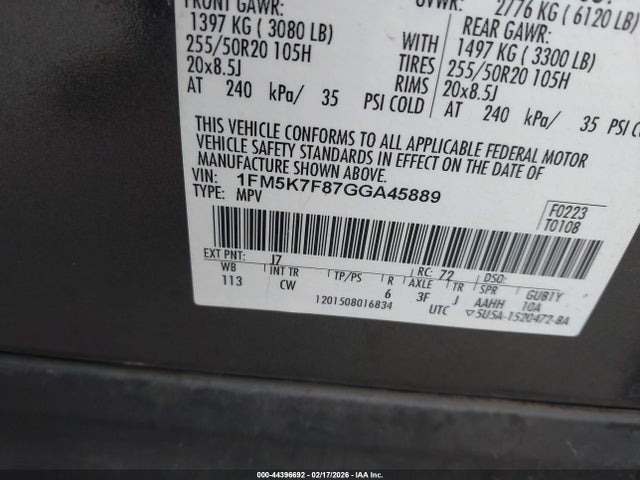 FRONT GAWR:
1397 KG ( 3080 LB)
255/50R20 105H
20x8.5J
AT 240 kPa/ 35 PSI COLD
WITH
TIRES
RIMS
GVWR: 2776 KG ( 6120 LB)
REAR GAWR:
1497 KG ( 3300 LB)
255/50R20 105H
20x8.5J
AT 240 kPa/ 35 PSI COLD
THIS VEHICLE CONFORMS TO ALL APPLICABLE FEDERAL MOTOR
VEHICLE SAFETY STANDARDS IN EFFECT ON THE DATE OF
MANUFACTURE SHOWN ABOVE.
VIN: 1FM5K7F87GGA45889
TYPE: MPV
F0223
T0108
EXT PNT: J7 RC: 72 DSO:
WB INT TR TP/PS R AXLE TR SPR GUBTY
113 CW 6 3F J AAHH 10A
1201508016834 UTC ▽5U5A-1520472-8A
000-44396692 - 02/17/2026 - IAA Inc.